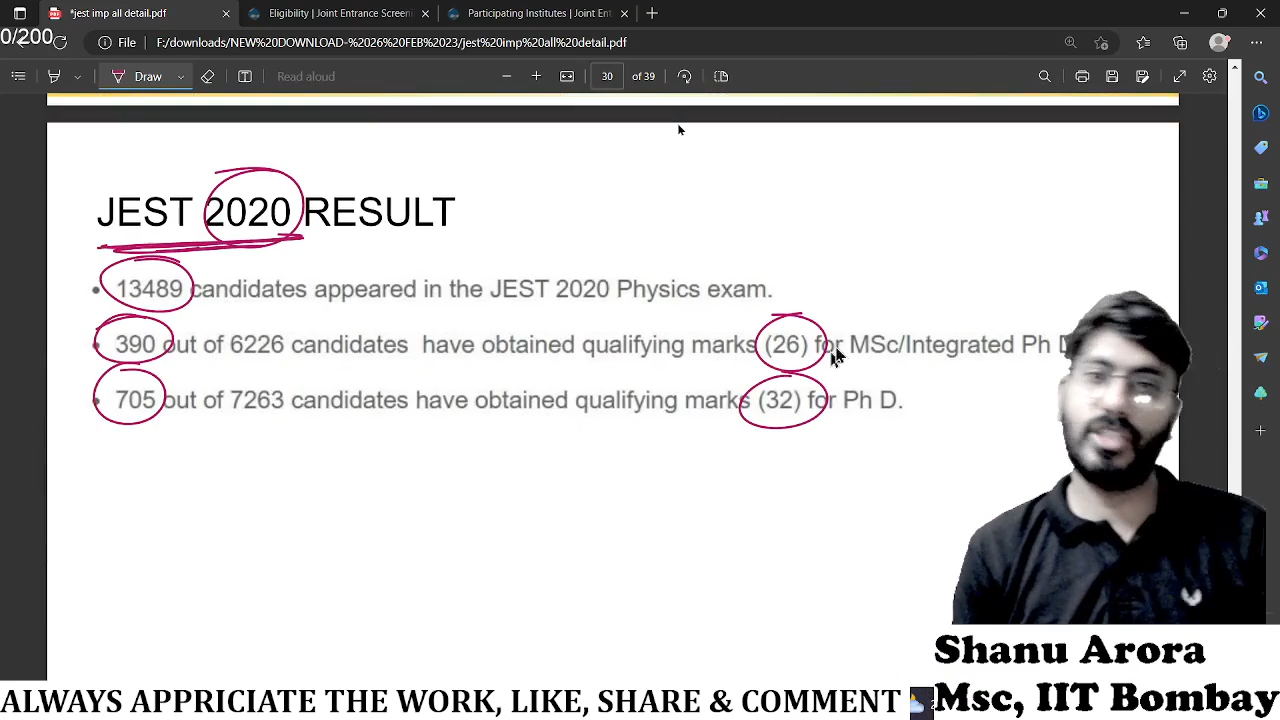 *jest imp all detail.pdf
Eligibility | Joint Entrance Screeni
Participating Institutes | Joint Ent
0/200
File
F:/downloads/NEW%20DOWNLOAD-%2026%20FEB%2023/jest%20imp%20all%20detail.pdf
Draw
Read aloud
30 of 39
JEST 2020 RESULT
• 13489 candidates appeared in the JEST 2020 Physics exam.
• 390 out of 6226 candidates have obtained qualifying marks (26) for MSc/Integrated Ph D
• 705 out of 7263 candidates have obtained qualifying marks (32) for Ph D.
Shanu Arora
Msc, IIT Bombay
ALWAYS APPRICIATE THE WORK, LIKE, SHARE & COMMENT